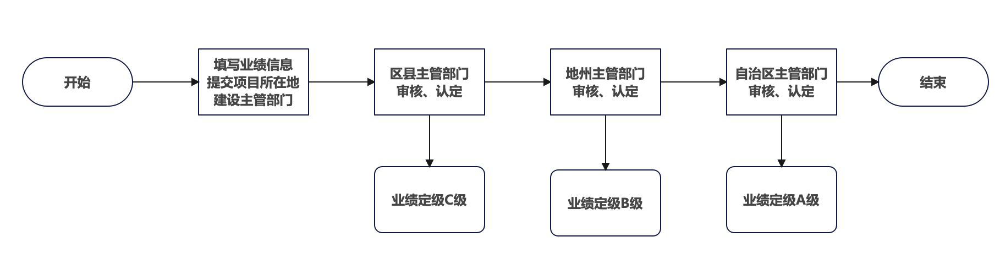 开始
填写业绩信息
提交项目所在地
建设主管部门
区县主管部门
审核、认定
地州主管部门
审核、认定
自治区主管部门
审核、认定
结束
业绩定级C级
业绩定级B级
业绩定级A级